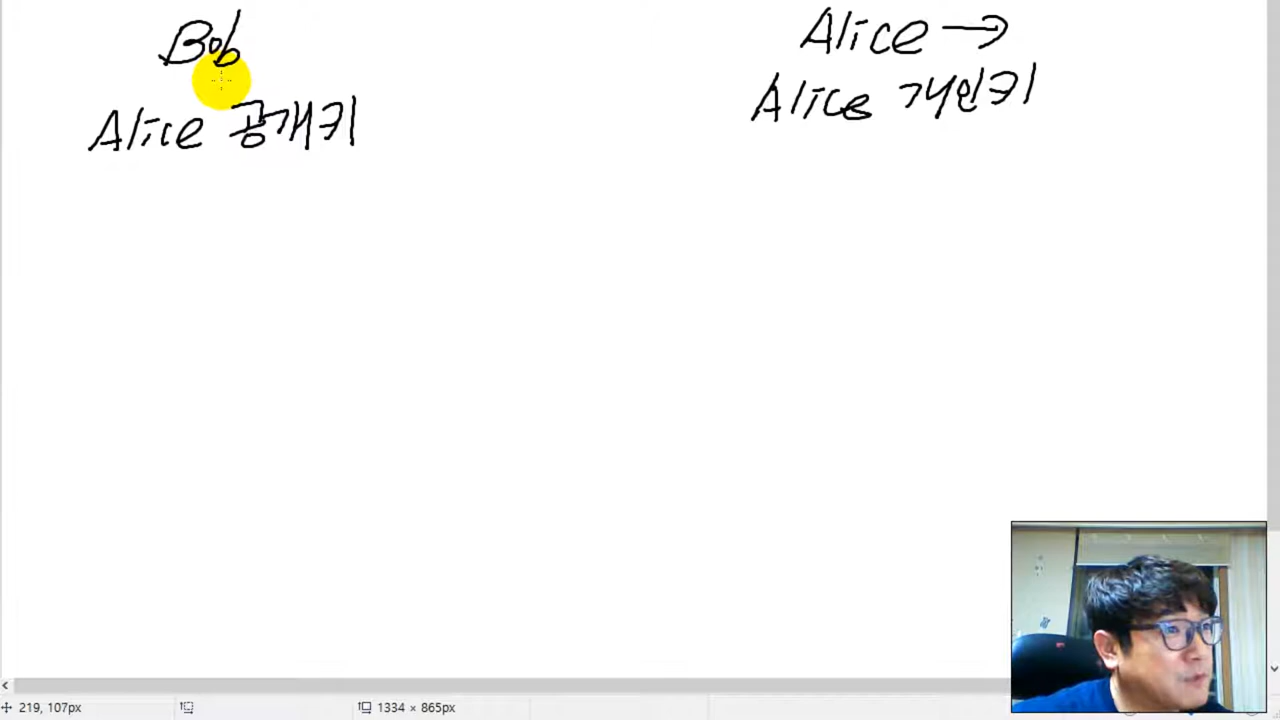 Bob
Alice 공개키
Alice →
Alice 개인키
219, 107px
1334 × 865px